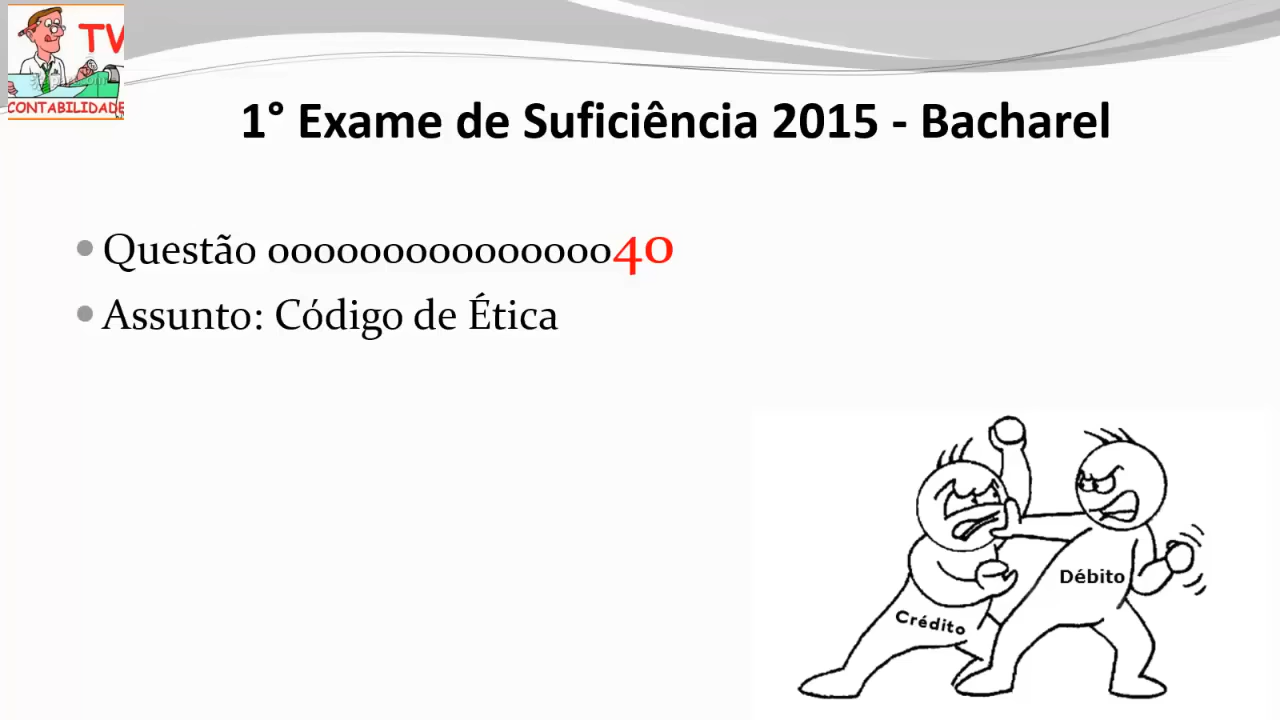 TV
CONTABILIDADE
1° Exame de Suficiência 2015 - Bacharel
Questão ooooooooooooooo40
Assunto: Código de Ética
Débito
Crédito